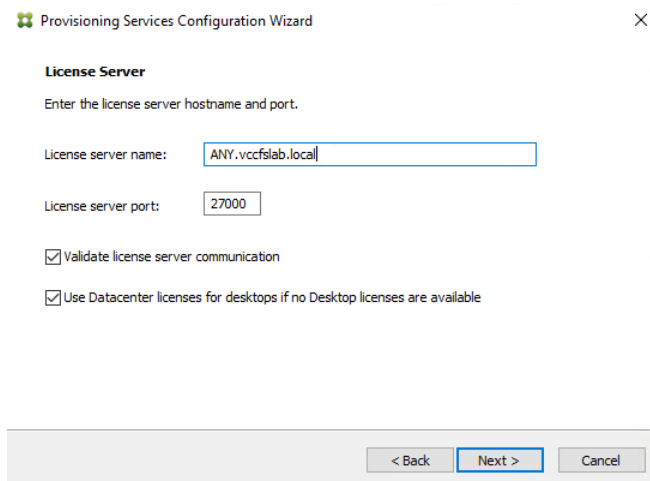 Provisioning Services Configuration Wizard
License Server
Enter the license server hostname and port.
License server name: ANY.vccfslab.local
License server port: 27000
Validate license server communication
Use Datacenter licenses for desktops if no Desktop licenses are available
< Back Next > Cancel